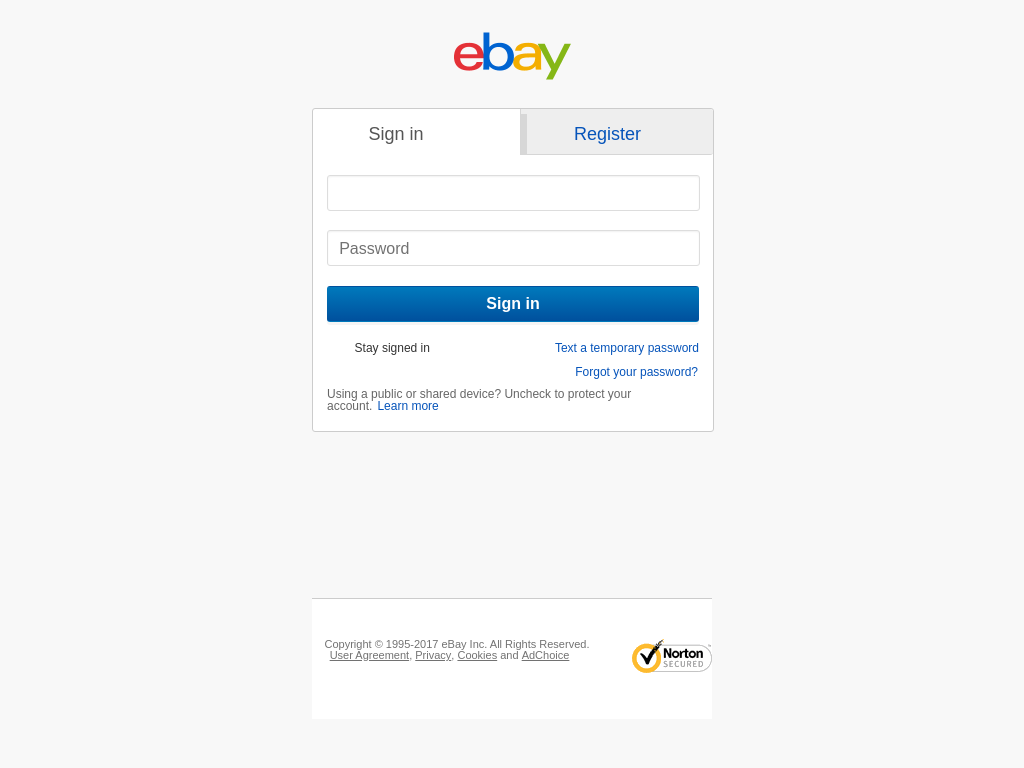 ebay
Sign in
Register
Password
Sign in
Stay signed in
Text a temporary password
Forgot your password?
Using a public or shared device? Uncheck to protect your
account. Learn more
Copyright © 1995-2017 eBay Inc. All Rights Reserved.
User Agreement, Privacy, Cookies and AdChoice
Norton
SECURED